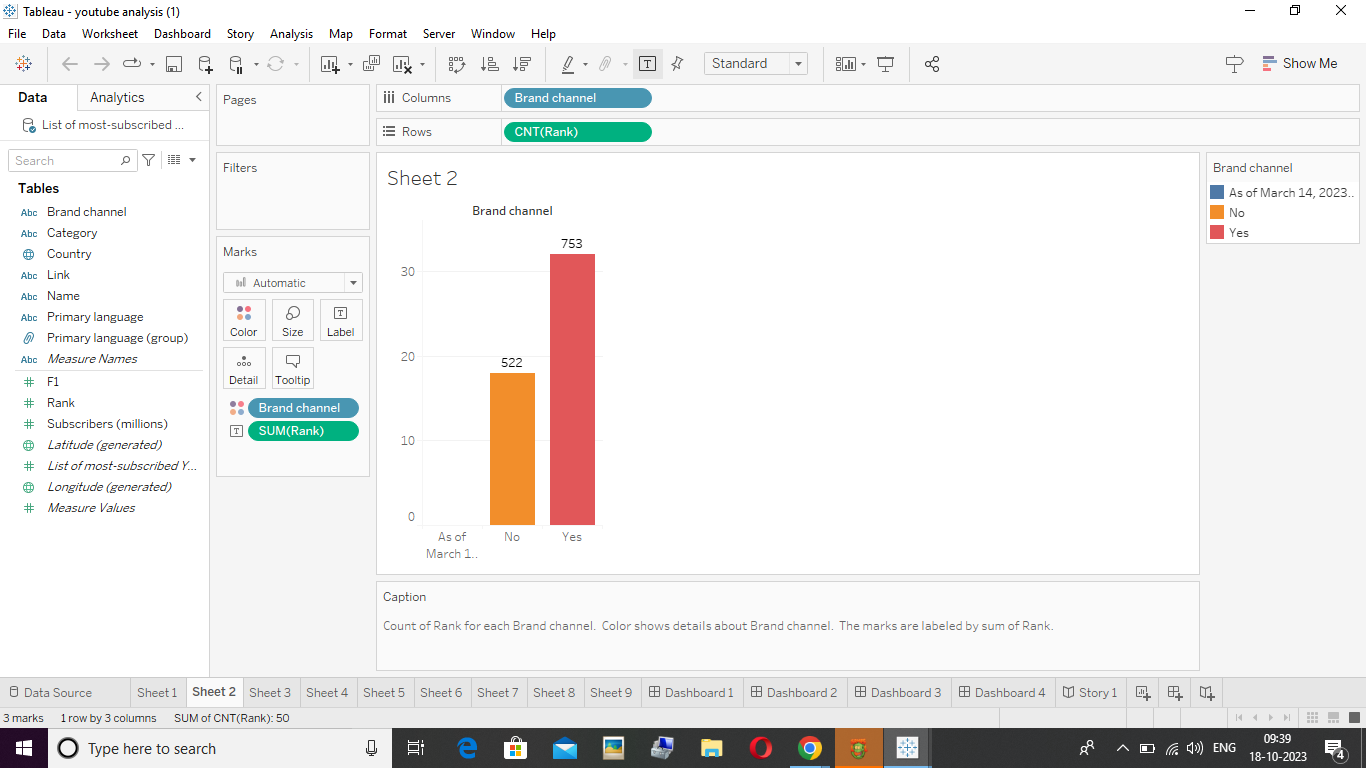 Tableau - youtube analysis (1)
File Data Worksheet Dashboard Story Analysis Map Format Server Window Help
Standard
Show Me
Data Analytics
List of most-subscribed ...
Search
Tables
Abc Brand channel
Abc Category
Country
Abc Link
Abc Name
Abc Primary language
Primary language (group)
Abc Measure Names
# F1
# Rank
# Subscribers (millions)
Latitude (generated)
# List of most-subscribed Y...
Longitude (generated)
# Measure Values
Pages
Filters
Marks
Automatic
Color Size Label
Detail Tooltip
Brand channel
SUM(Rank)
Columns Brand channel
Rows CNT(Rank)
Sheet 2
Brand channel
753
30
522
20
10
0
As of No Yes
March 1..
Brand channel
As of March 14, 2023..
No
Yes
Caption
Count of Rank for each Brand channel. Color shows details about Brand channel. The marks are labeled by sum of Rank.
Data Source Sheet 1 Sheet 2 Sheet 3 Sheet 4 Sheet 5 Sheet 6 Sheet 7 Sheet 8 Sheet 9 Dashboard 1 Dashboard 2 Dashboard 3 Dashboard 4 Story 1
3 marks 1 row by 3 columns SUM of CNT(Rank): 50
Type here to search
ENG
09:39
18-10-2023
4